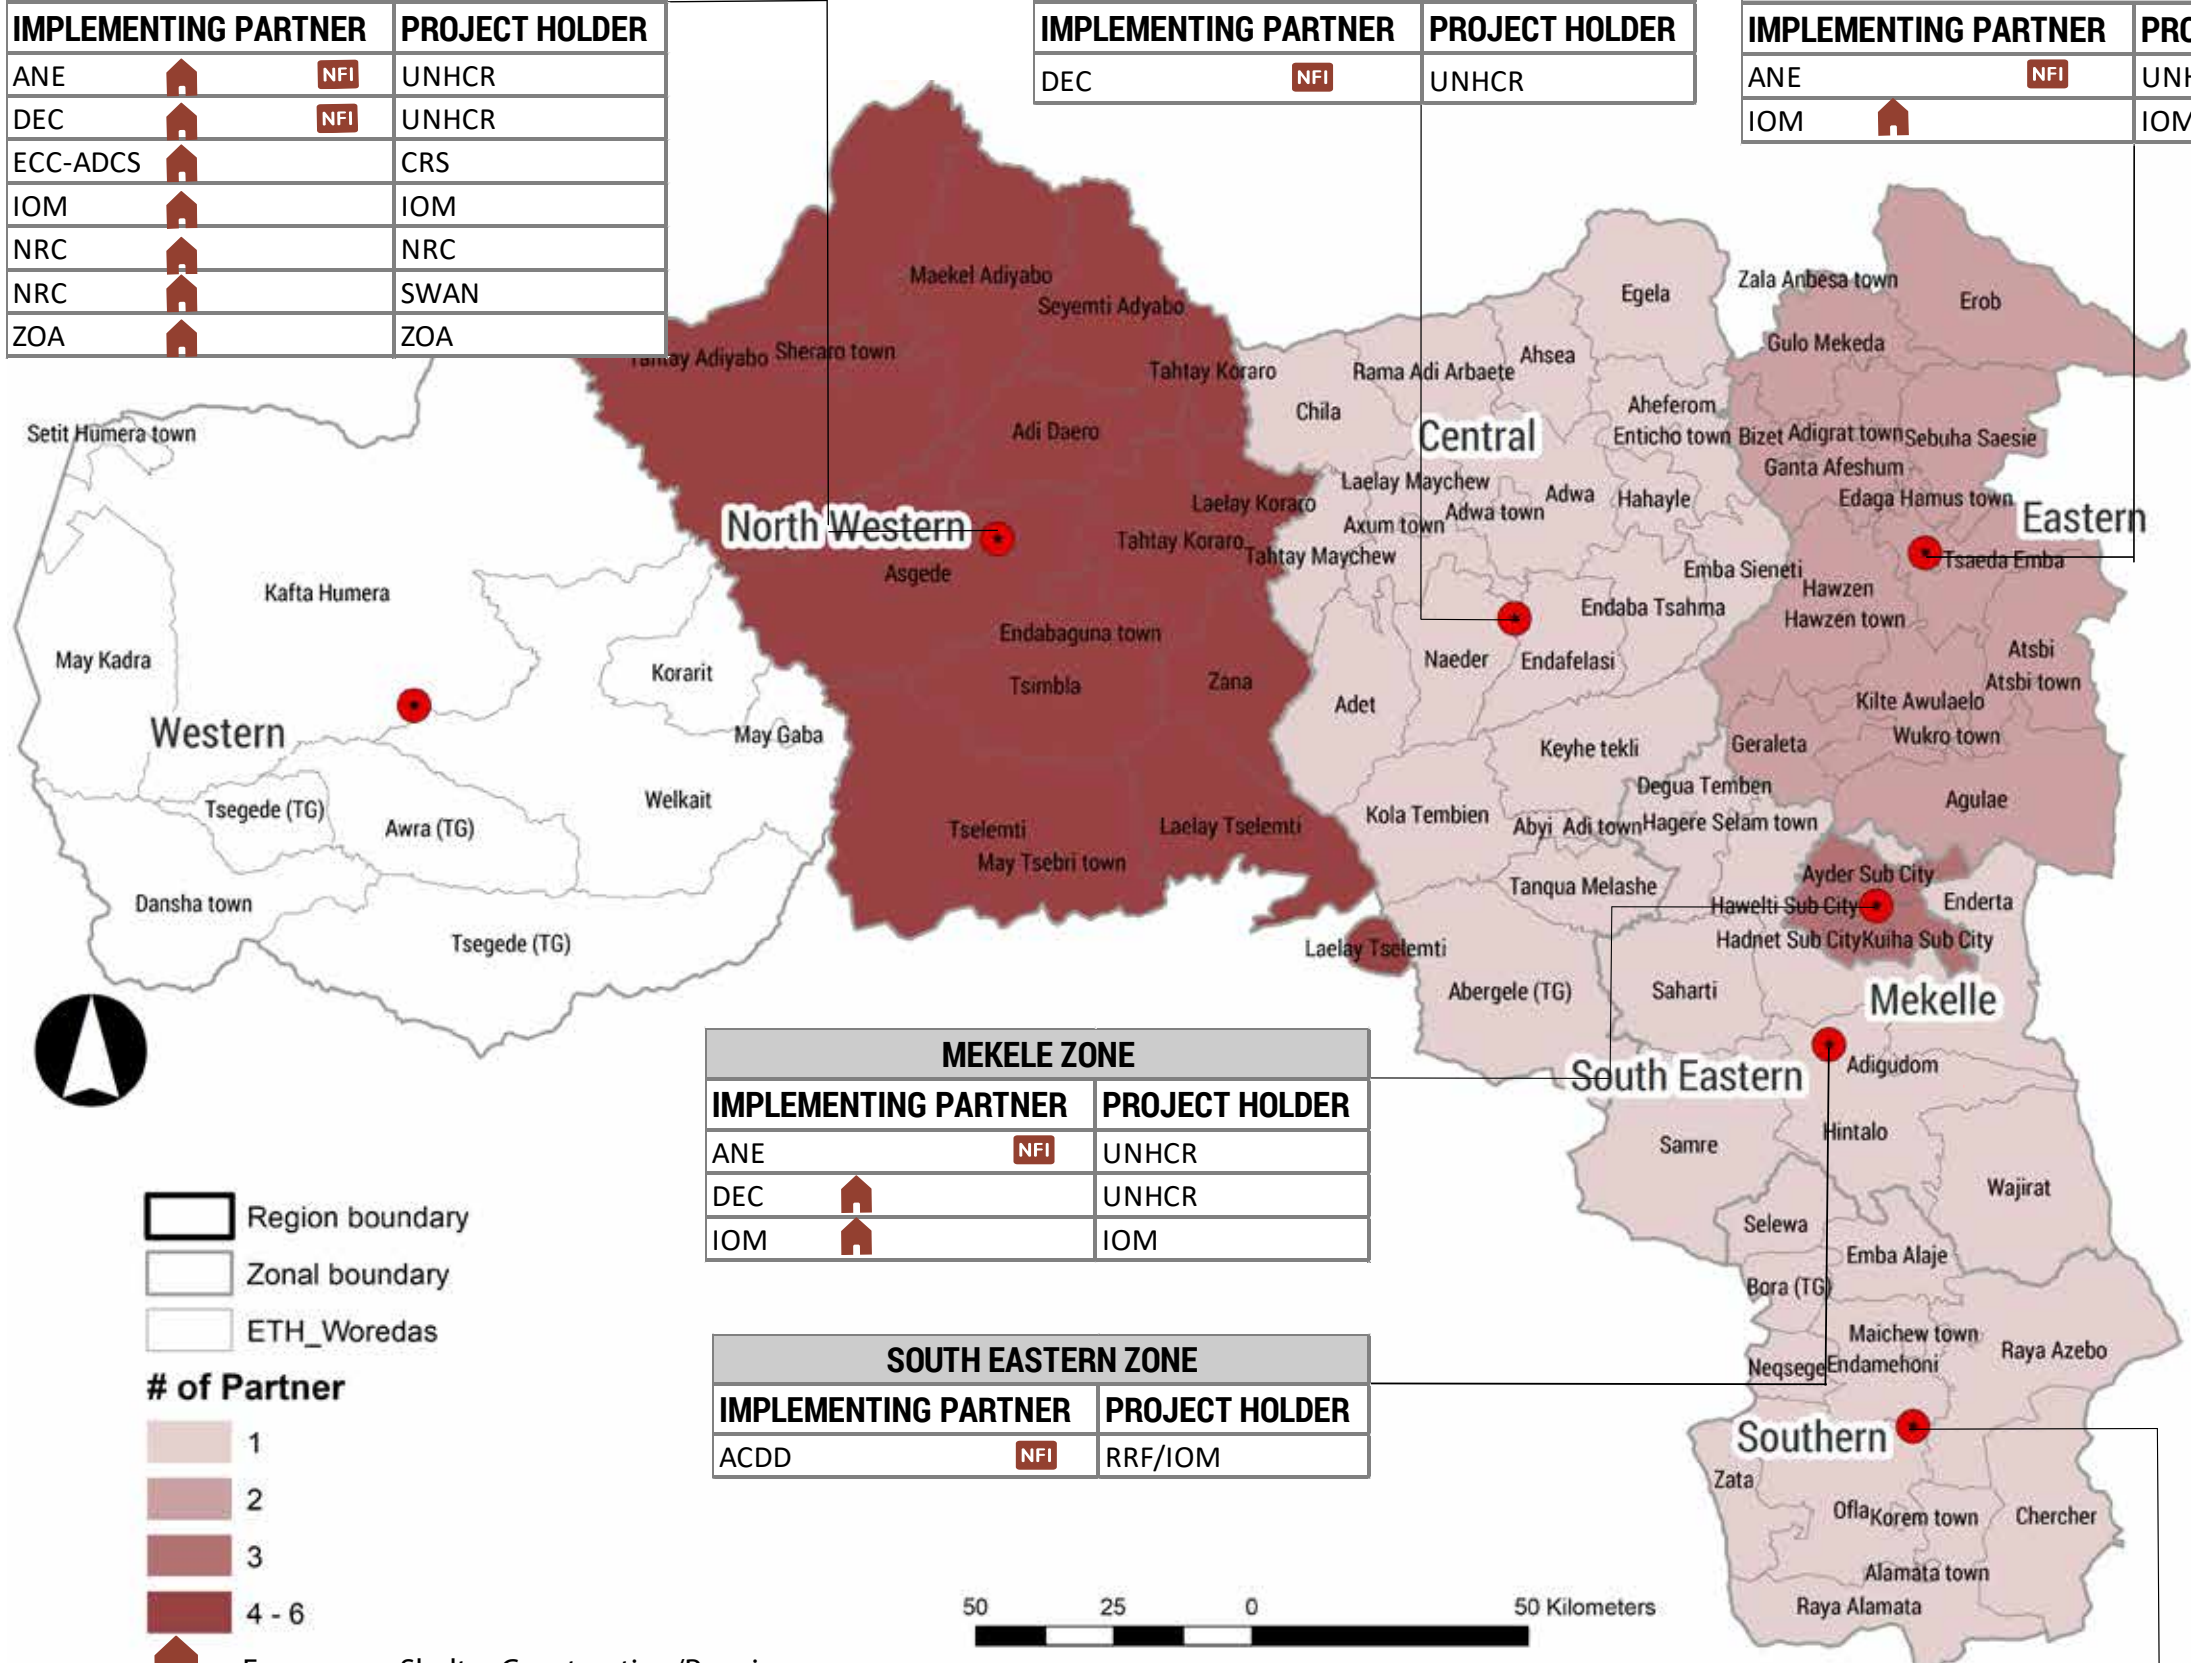 IMPLEMENTING PARTNER PROJECT HOLDER
ANE NFI UNHCR
DEC NFI UNHCR
ECC-ADCS CRS
IOM IOM
NRC NRC
NRC SWAN
ZOA ZOA
IMPLEMENTING PARTNER PROJECT HOLDER
DEC NFI UNHCR
IMPLEMENTING PARTNER
ANE NFI
IOM IOM
Maekel Adiyabo
Seyemti Adyabo
Tahtay Adiyabo
Sheraro town
Tahtay Koraro
Adi Daero
Laelay Koraro
North Western
Tahtay Koraro
Asgede
Endabaguna town
Tsimbla
Zana
Tselemti
Laelay Tselemti
May Tsebri town
Laelay Tselemti
Setit Humera town
Kafta Humera
May Kadra
Korarit
Western
May Gaba
Tsegede (TG)
Awra (TG)
Welkait
Dansha town
Tsegede (TG)
Egela
Ahsea
Rama Adi Arbaete
Chila
Aheferom
Central
Enticho town
Laelay Maychew
Adwa
Hahayle
Axum town
Adwa town
Tahtay Maychew
Emba Sieneti
Endaba Tsahma
Naeder
Endafelasi
Adet
Keyhe tekli
Degua Temben
Kola Tembien
Abyi Adi town
Hagere Selam town
Tanqua Melashe
Abergele (TG)
Zala Anbesa town
Erob
Gulo Mekeda
Bizet
Adigrat town
Sebuha Saesie
Ganta Afeshum
Edaga Hamus town
Eastern
Tsaeda Emba
Hawzen
Hawzen town
Atsbi
Atsbi town
Kilte Awulaelo
Geraleta
Wukro town
Agulae
Ayder Sub City
Hawelti Sub City
Enderta
Hadnet Sub City
Kuiha Sub City
Saharti
Mekelle
South Eastern
Adigudom
Samre
Hintalo
Wajirat
Selewa
Emba Alaje
Bora (TG)
Maichew town
Raya Azebo
Neqsege
Endamehoni
Southern
Zata
Ofla
Korem town
Chercher
Alamata town
Raya Alamata
MEKELE ZONE
IMPLEMENTING PARTNER PROJECT HOLDER
ANE NFI UNHCR
DEC UNHCR
IOM IOM
SOUTH EASTERN ZONE
IMPLEMENTING PARTNER PROJECT HOLDER
ACDD NFI RRF/IOM
Region boundary
Zonal boundary
ETH_Woredas
# of Partner
1
2
3
4 - 6
50 25 0 50 Kilometers